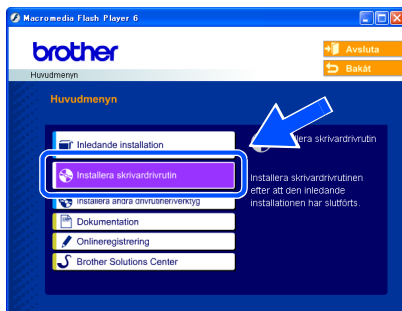 Macromedia Flash Player 6
brother
Avsluta
Bakåt
Huvudmenyn
Huvudmenyn
Inledande installation
Installera skrivardrivrutin
Installera andra drivrutiner/verktyg
Dokumentation
Onlineregistrering
Brother Solutions Center
llera skrivardrivrutin
Installera skrivardrivrutinen
efter att den inledande
installationen har slutförts.